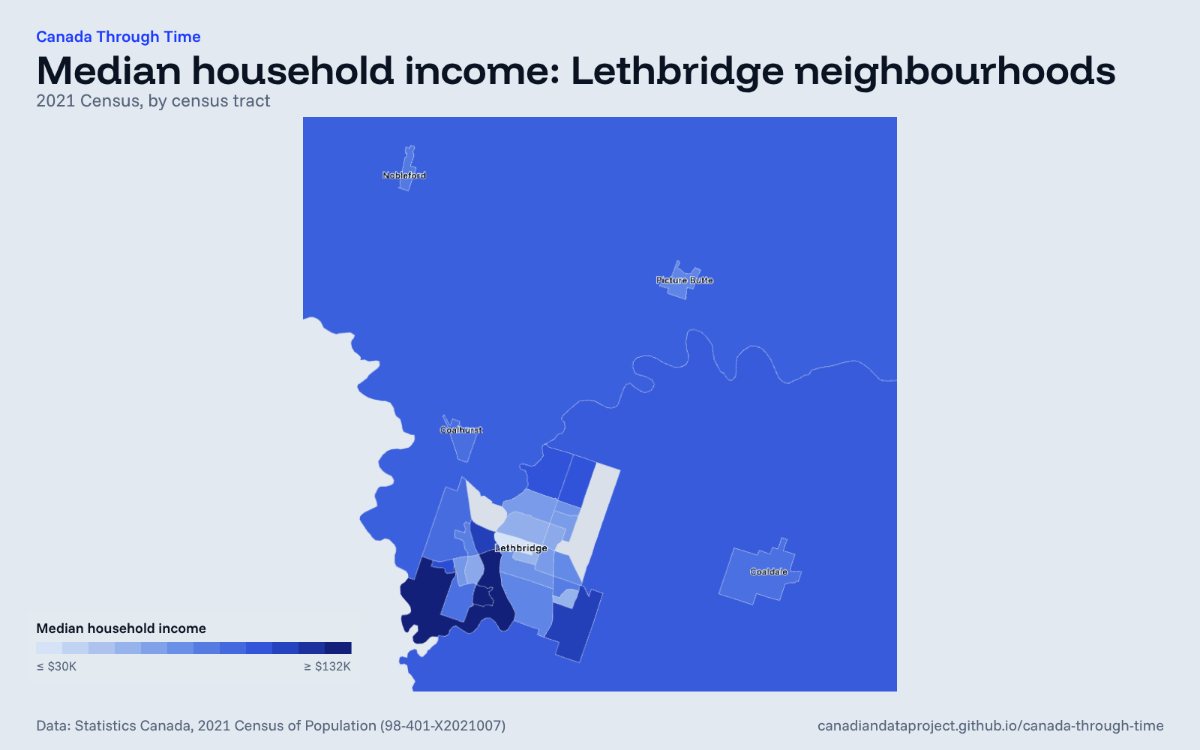 Canada Through Time
Median household income: Lethbridge neighbourhoods
2021 Census, by census tract
Nobleford
Picture Butte
Coalhurst
Lethbridge
Coaldale
Median household income
≤ $30K
≥ $132K
Data: Statistics Canada, 2021 Census of Population (98-401-X2021007)
canadiandataproject.github.io/canada-through-time